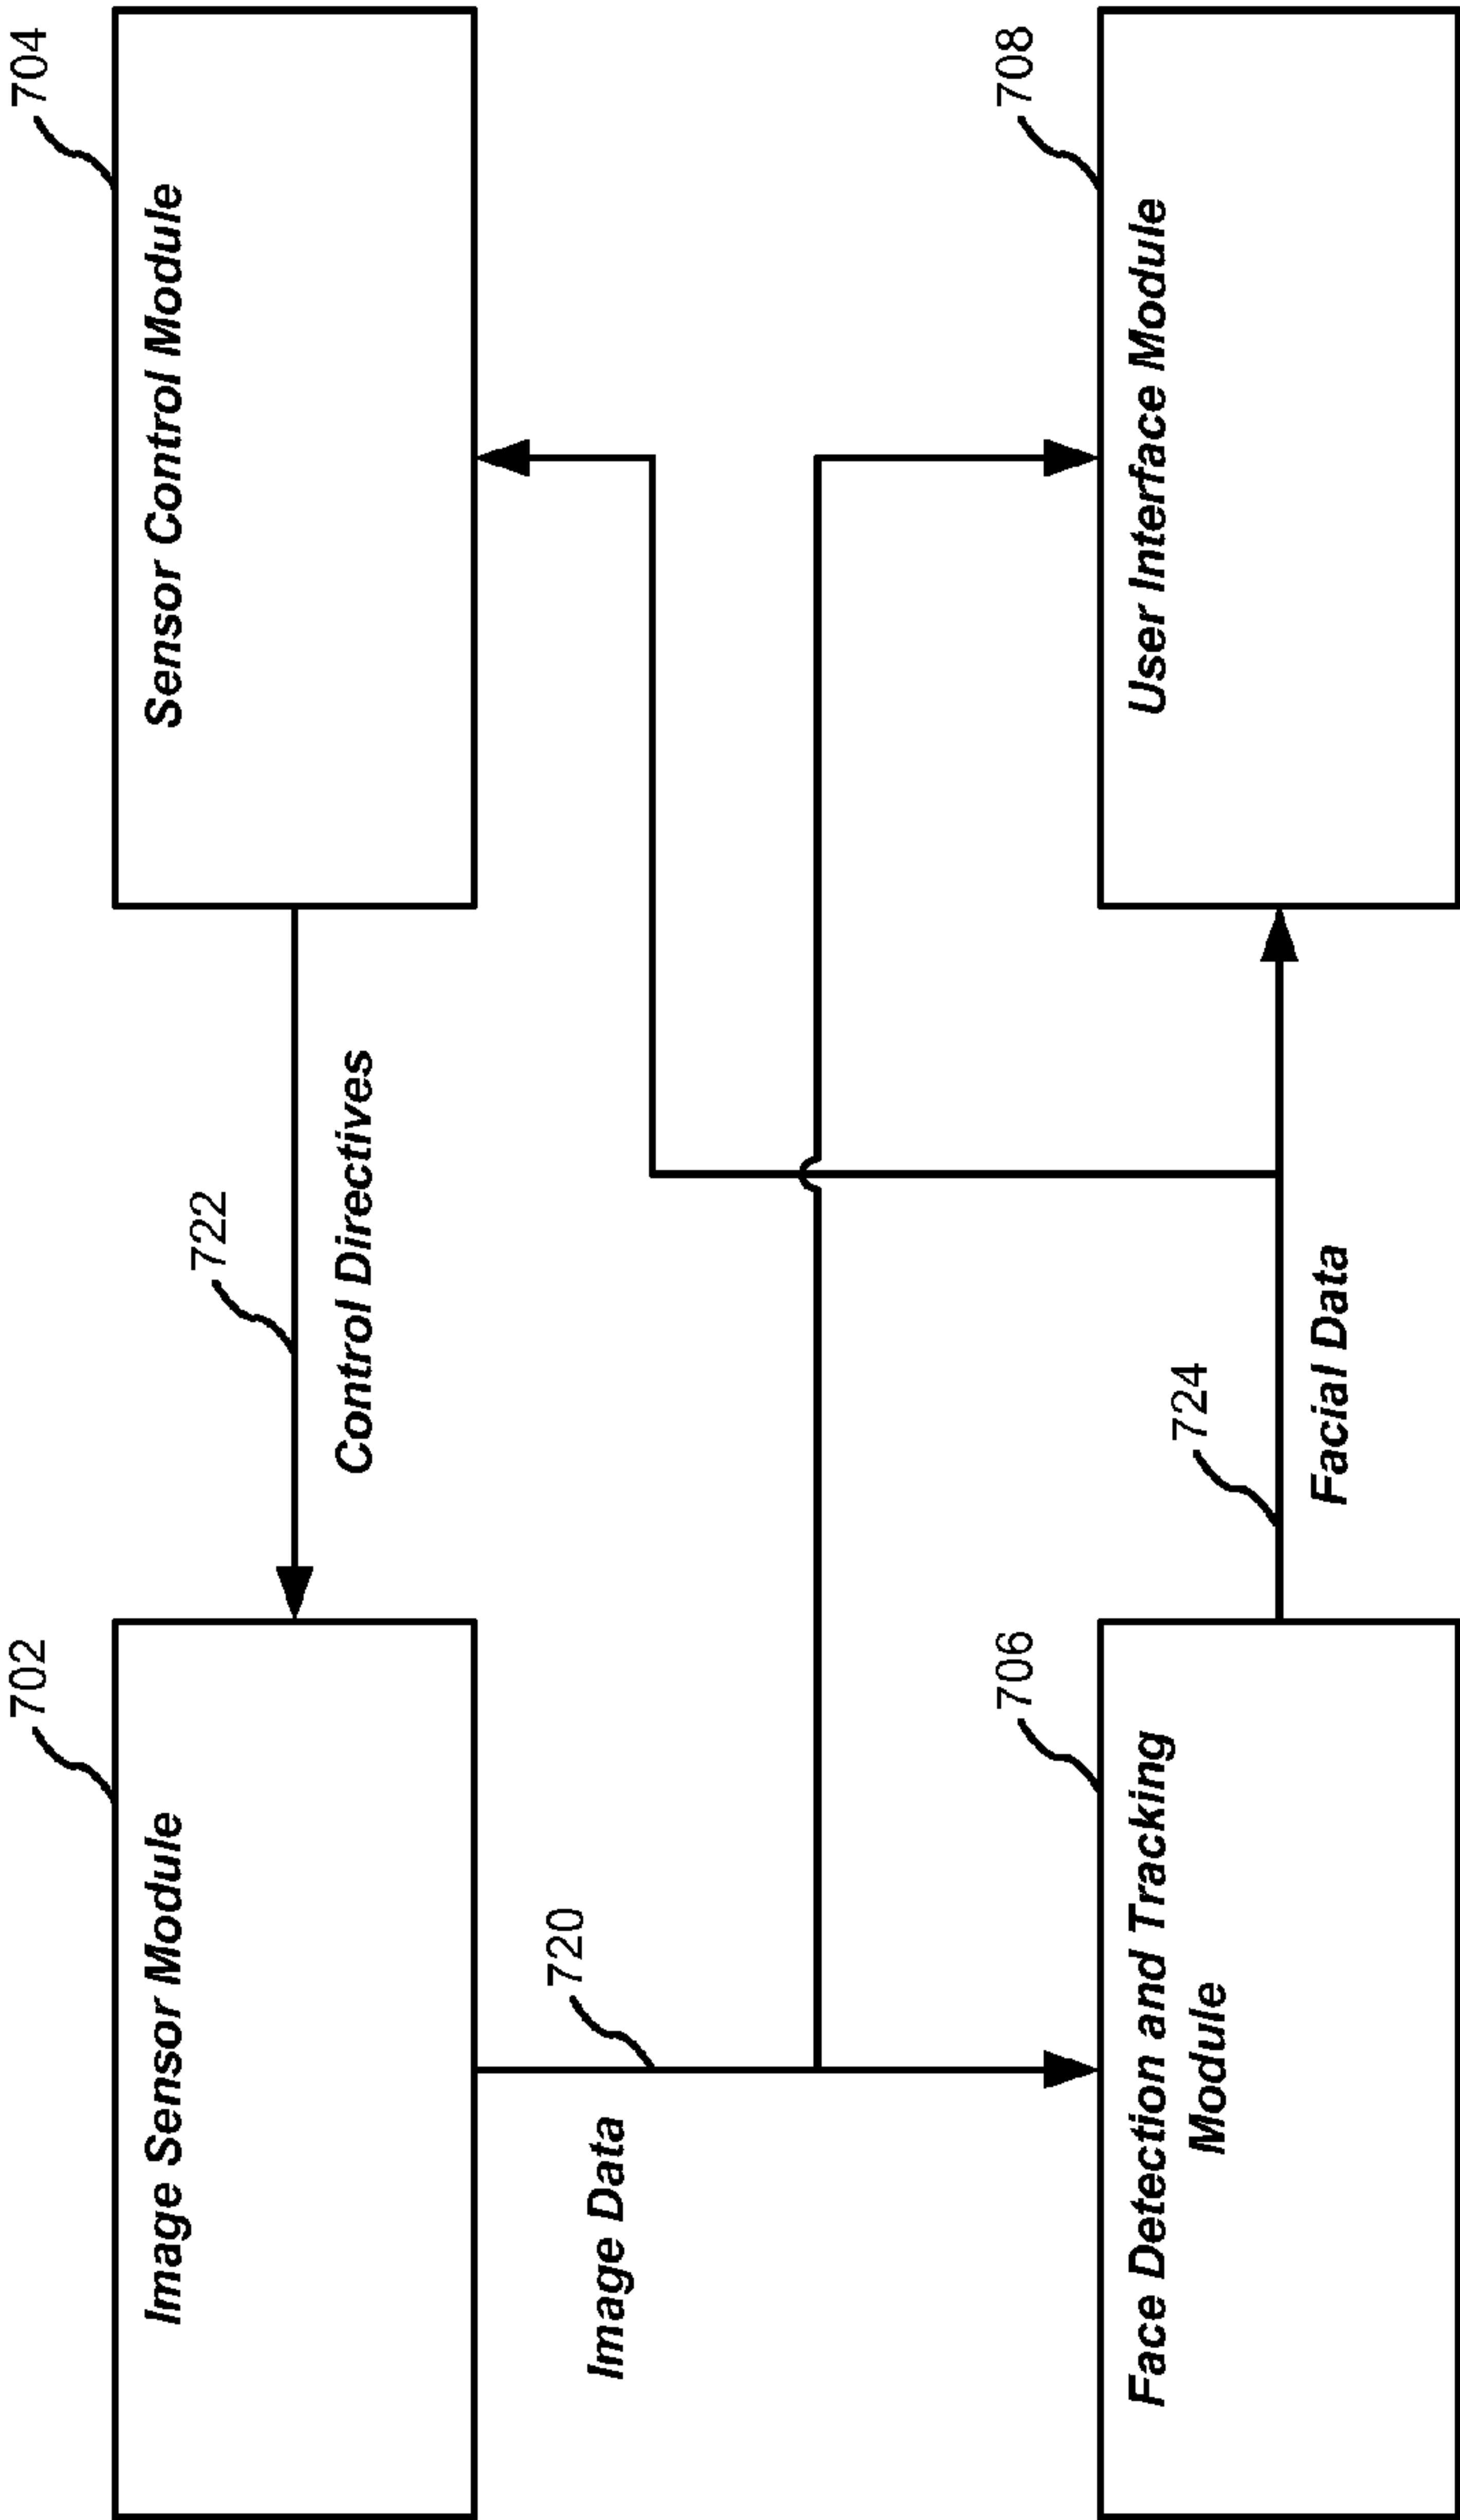 702
Image Sensor Module
722
Control Directives
704
Sensor Control Module
720
Image Data
706
Face Detection and Tracking
Module
724
Facial Data
708
User Interface Module